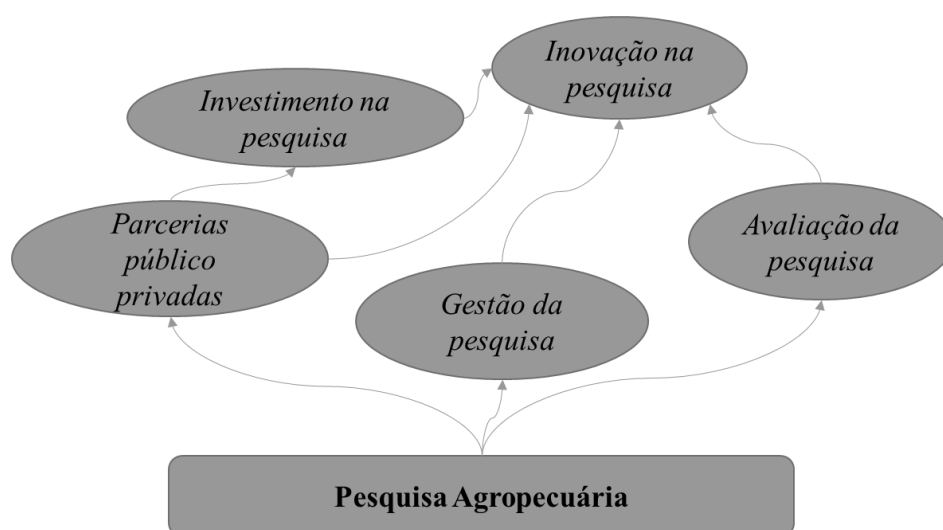 Inovação na
pesquisa
Investimento na
pesquisa
Parcerias
público
privadas
Avaliação da
pesquisa
Gestão da
pesquisa
Pesquisa Agropecuária